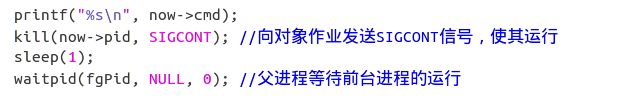 printf("%s\n", now->cmd);
kill(now->pid, SIGCONT); //向对象作业发送SIGCONT信号，使其运行
sleep(1);
waitpid(fgPid, NULL, 0); //父进程等待前台进程的运行